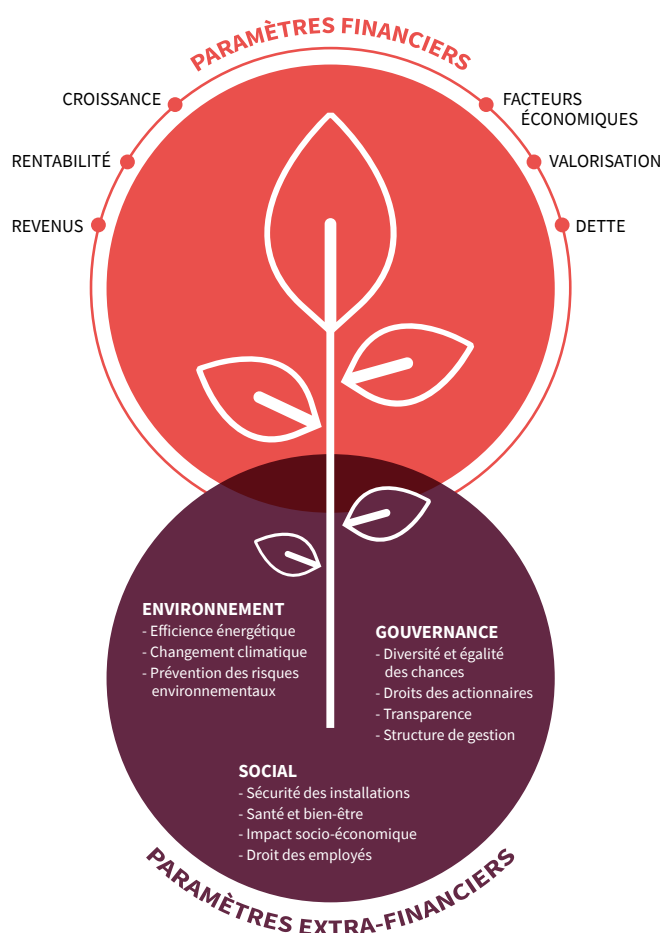 PARAMÈTRES FINANCIERS
CROISSANCE
RENTABILITÉ
REVENUS
FACTEURS
ÉCONOMIQUES
VALORISATION
DETTE
ENVIRONNEMENT
- Efficience énergétique
- Changement climatique
- Prévention des risques
environnementaux
GOUVERNANCE
- Diversité et égalité
des chances
- Droits des actionnaires
- Transparence
- Structure de gestion
SOCIAL
- Sécurité des installations
- Santé et bien-être
- Impact socio-économique
- Droit des employés
PARAMÈTRES EXTRA-FINANCIERS